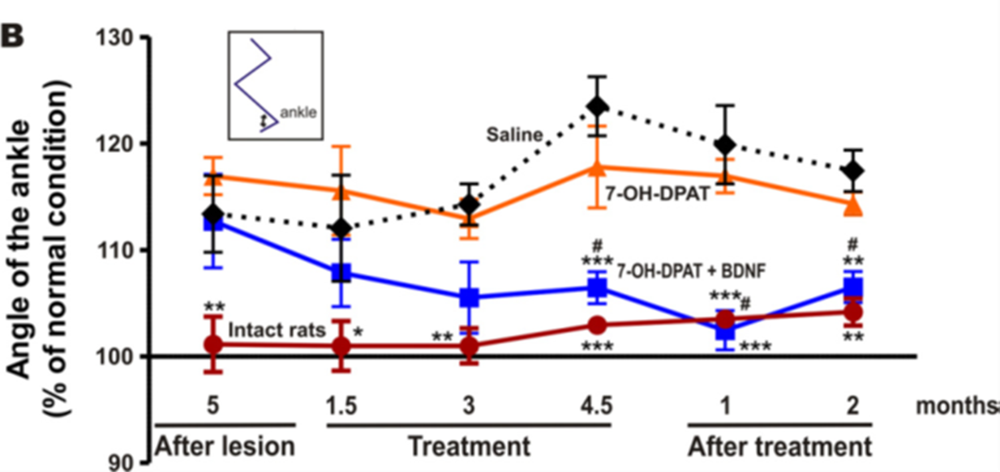 B
Angle of the ankle
(% of normal condition)
130
120
110
100
90
ankle
Saline
7-OH-DPAT
#
***
7-OH-DPAT + BDNF
#
**
***
#
**
Intact rats
*
**
***
***
**
5
1.5
3
4.5
1
2
months
After lesion
Treatment
After treatment